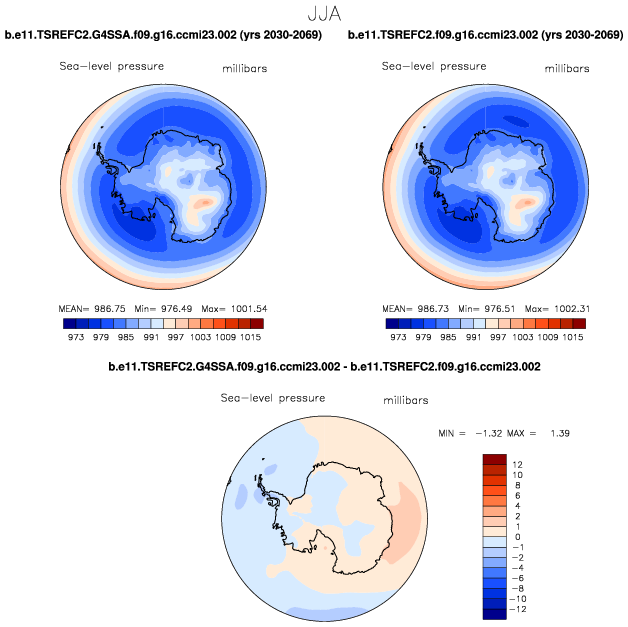 JJA
b.e11.TSREFC2.G4SSA.f09.g16.ccmi23.002 (yrs 2030-2069)
b.e11.TSREFC2.f09.g16.ccmi23.002 (yrs 2030-2069)
Sea-level pressure millibars
Sea-level pressure millibars
MEAN= 986.75 Min= 976.49 Max= 1001.54
MEAN= 986.73 Min= 976.51 Max= 1002.31
973 979 985 991 997 1003 1009 1015
973 979 985 991 997 1003 1009 1015
b.e11.TSREFC2.G4SSA.f09.g16.ccmi23.002 - b.e11.TSREFC2.f09.g16.ccmi23.002
Sea-level pressure millibars
MIN = -1.32 MAX = 1.39
12
10
8
6
4
2
1
0
-1
-2
-4
-6
-8
-10
-12